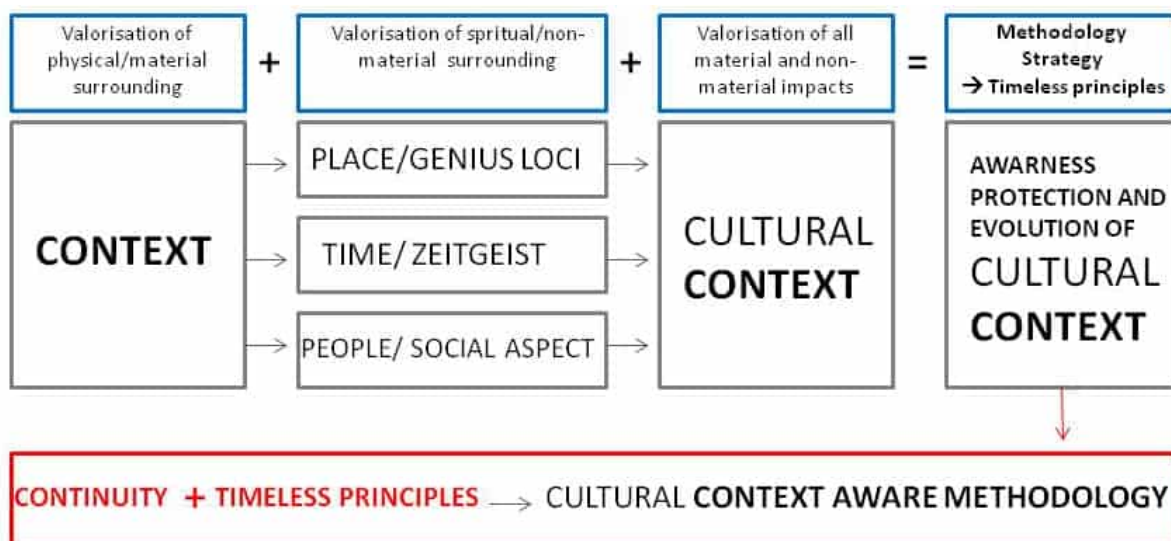 Valorisation of
physical/material
surrounding
+
Valorisation of spritual/non-
material surrounding
+
Valorisation of all
material and non-
material impacts
=
Methodology
Strategy
→ Timeless principles
CONTEXT
PLACE/GENIUS LOCI
TIME/ ZEITGEIST
PEOPLE/ SOCIAL ASPECT
CULTURAL
CONTEXT
AWARNESS
PROTECTION AND
EVOLUTION OF
CULTURAL
CONTEXT
CONTINUITY + TIMELESS PRINCIPLES → CULTURAL CONTEXT AWARE METHODOLOGY